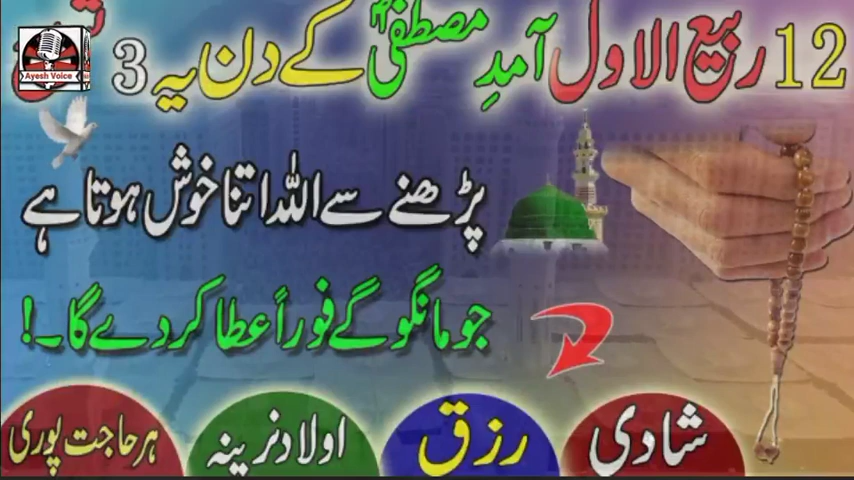 12 ربیع الاول آمدِ مصطفیٰؐ کے دن یہ 3
Ayesh Voice
پڑھنے سے اللہ اتنا خوش ہوتا ہے
جو مانگو گے فوراً عطا کر دے گا۔!
شادی
رزق
اولاد نرینہ
ہر حاجت پوری